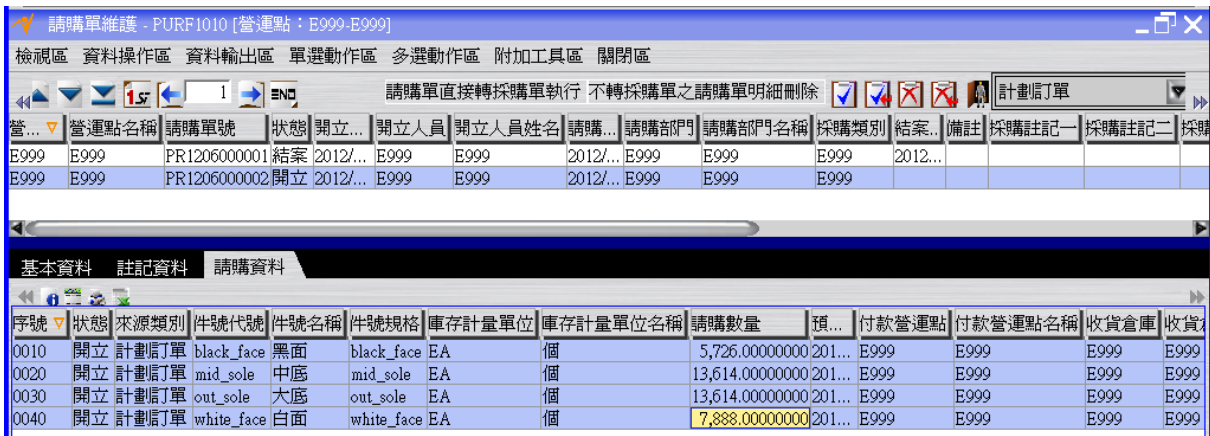 請購單維護 - PURF1010 [營運點：E999-E999]
檢視區 資料操作區 資料輸出區 單選動作區 多選動作區 附加工具區 關閉區
1ST 1 END 請購單直接轉採購單執行 不轉採購單之請購單明細刪除 計劃訂單
營... 營運點名稱 請購單號 狀態 開立... 開立人員 開立人員姓名 請購... 請購部門 請購部門名稱 採購類別 結案.. 備註 採購註記一 採購註記二 採購
E999 E999 PR1206000001 結案 2012/... E999 E999 2012/... E999 E999 E999 2012...
E999 E999 PR1206000002 開立 2012/... E999 E999 2012/... E999 E999 E999
基本資料 註記資料 請購資料
序號 狀態 來源類別 件號代號 件號名稱 件號規格 庫存計量單位 庫存計量單位名稱 請購數量 預... 付款營運點 付款營運點名稱 收貨倉庫 收貨
0010 開立 計劃訂單 black_face 黑面 black_face EA 個 5,726.00000000 201... E999 E999 E999 E999
0020 開立 計劃訂單 mid_sole 中底 mid_sole EA 個 13,614.00000000 201... E999 E999 E999 E999
0030 開立 計劃訂單 out_sole 大底 out_sole EA 個 13,614.00000000 201... E999 E999 E999 E999
0040 開立 計劃訂單 white_face 白面 white_face EA 個 7,888.00000000 201... E999 E999 E999 E999